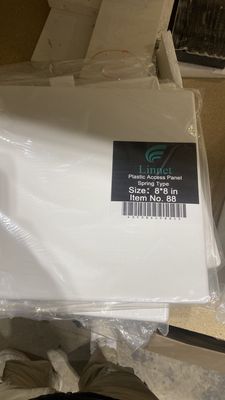 Linnet
Plastic Access Panel
Spring Type
Size: 8*8 in
Item No. 88